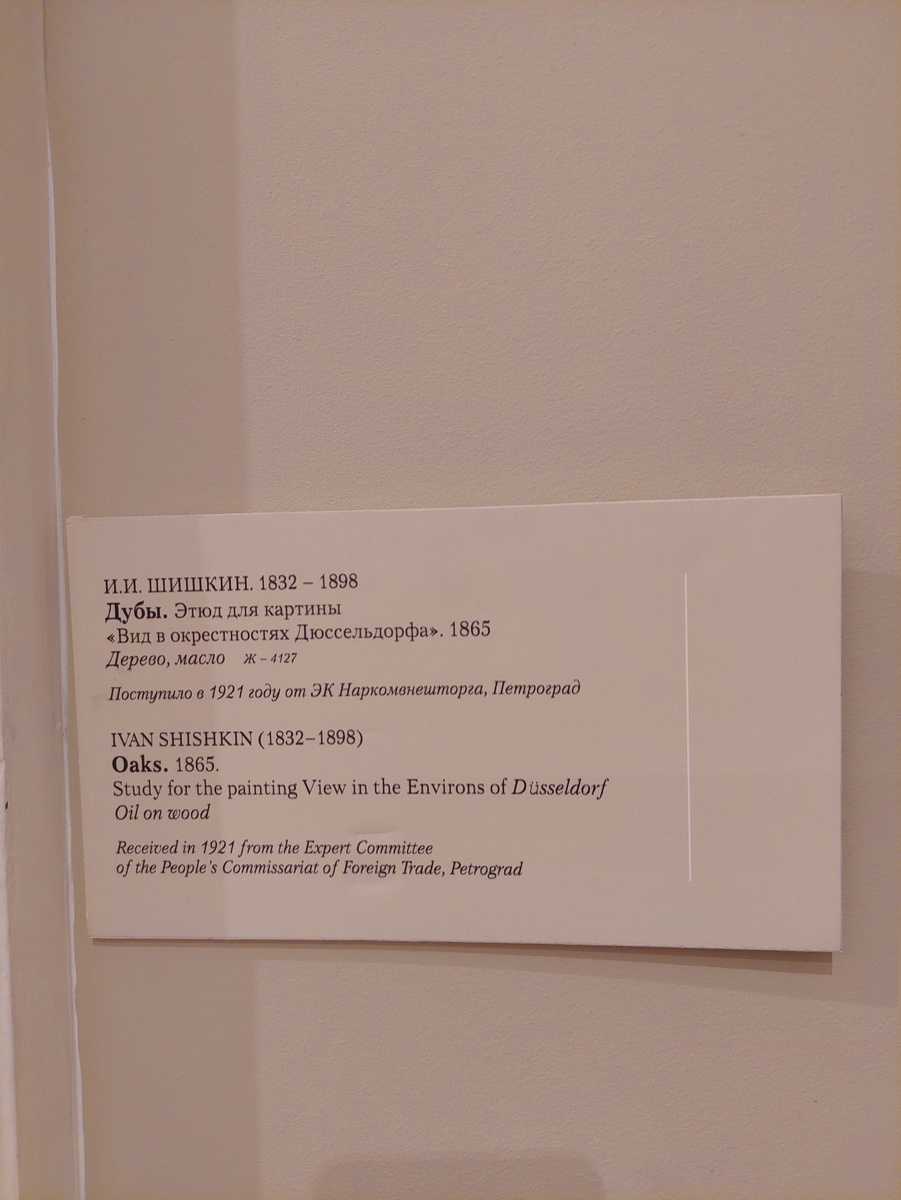 И.И. ШИШКИН. 1832 – 1898
Дубы. Этюд для картины
«Вид в окрестностях Дюссельдорфа». 1865
Дерево, масло Ж – 4127
Поступило в 1921 году от ЭК Наркомвнешторга, Петроград
IVAN SHISHKIN (1832–1898)
Oaks. 1865.
Study for the painting View in the Environs of Düsseldorf
Oil on wood
Received in 1921 from the Expert Committee
of the People's Commissariat of Foreign Trade, Petrograd